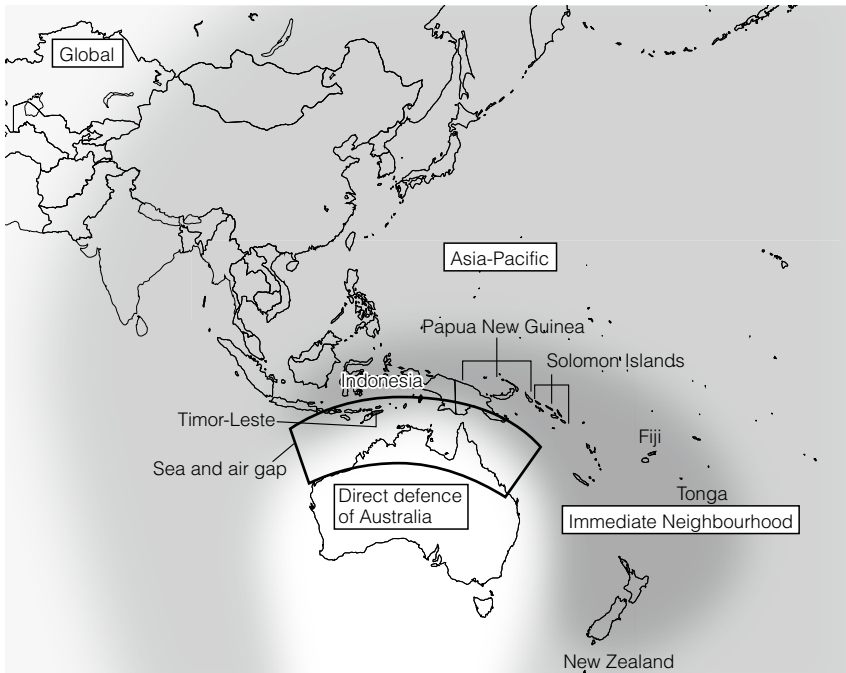 Global
Asia-Pacific
Papua New Guinea
Solomon Islands
Indonesia
Timor-Leste
Fiji
Sea and air gap
Tonga
Direct defence
of Australia
Immediate Neighbourhood
New Zealand